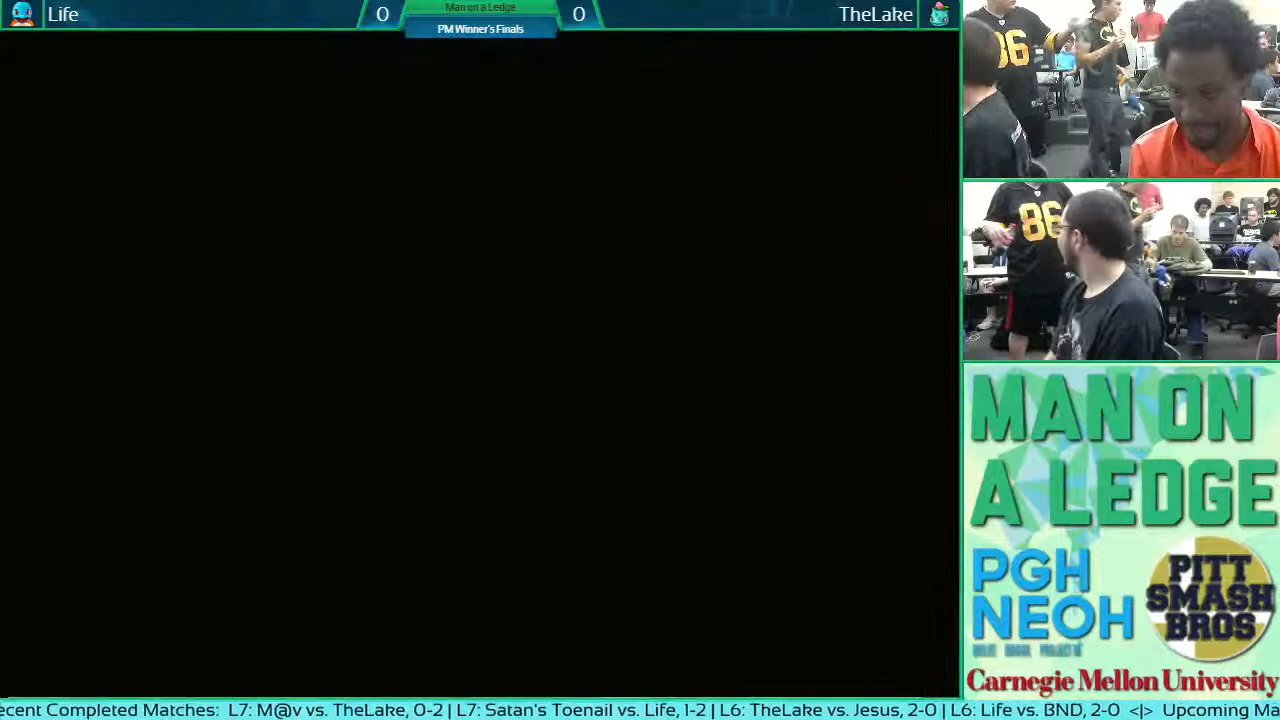 Life
0
Man on a Ledge
0
TheLake
PM Winner's Finals
86
86
MAN ON
A LEDGE
PGH
NEOH
PITT
SMASH
BROS
Carnegie Mellon University
ecent Completed Matches: L7: M@v vs. TheLake, 0-2 | L7: Satan's Toenail vs. Life, 1-2 | L6: TheLake vs. Jesus, 2-0 | L6: Life vs. BND, 2-0 <|> Upcoming Ma